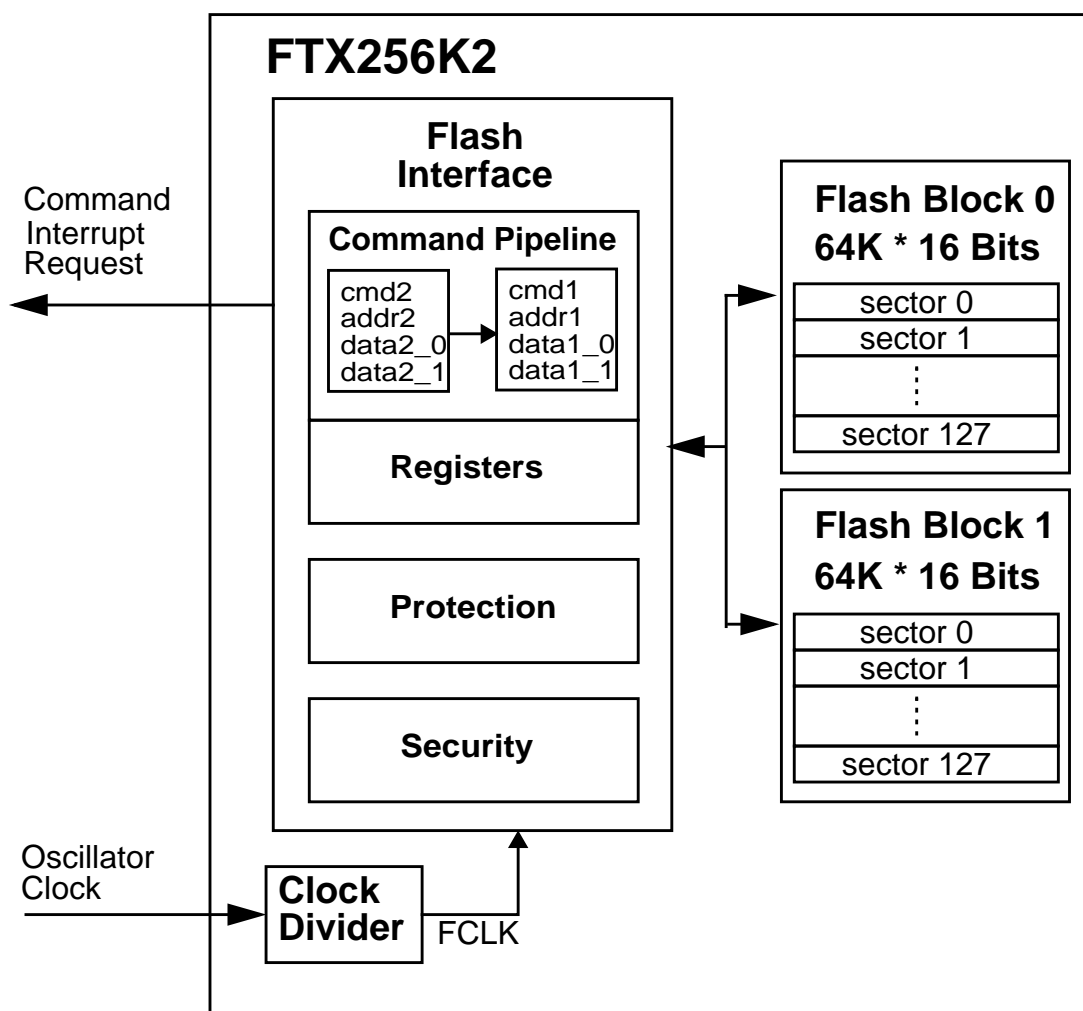 FTX256K2
Flash
Interface
Command
Interrupt
Request
Command Pipeline
cmd2
addr2
data2_0
data2_1
cmd1
addr1
data1_0
data1_1
Registers
Protection
Security
Flash Block 0
64K * 16 Bits
sector 0
sector 1
sector 127
Flash Block 1
64K * 16 Bits
sector 0
sector 1
sector 127
Oscillator
Clock
Clock
Divider
FCLK